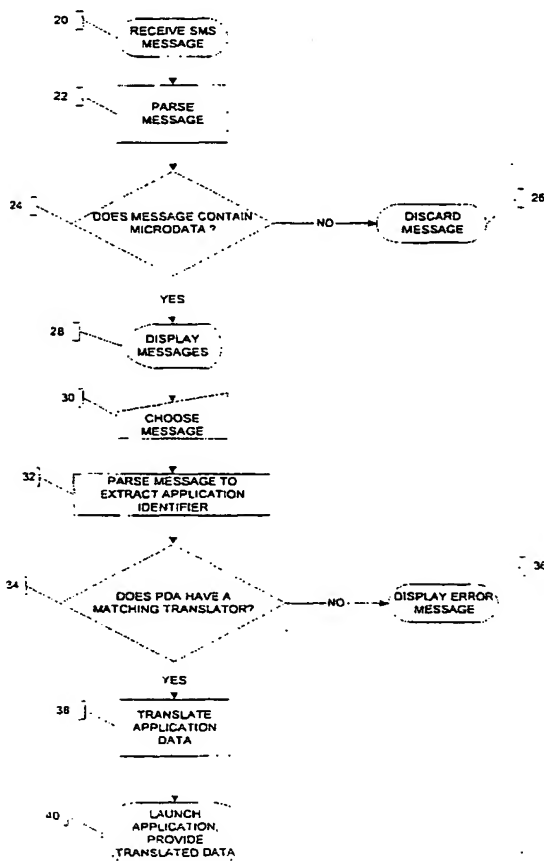 20
RECEIVE SMS
MESSAGE
22
PARSE
MESSAGE
24
DOES MESSAGE CONTAIN
MICRODATA ?
NO
DISCARD
MESSAGE
26
YES
28
DISPLAY
MESSAGES
30
CHOOSE
MESSAGE
32
PARSE MESSAGE TO
EXTRACT APPLICATION
IDENTIFIER
34
DOES PDA HAVE A
MATCHING TRANSLATOR?
NO
DISPLAY ERROR
MESSAGE
36
YES
38
TRANSLATE
APPLICATION
DATA
40
LAUNCH
APPLICATION,
PROVIDE
TRANSLATED DATA